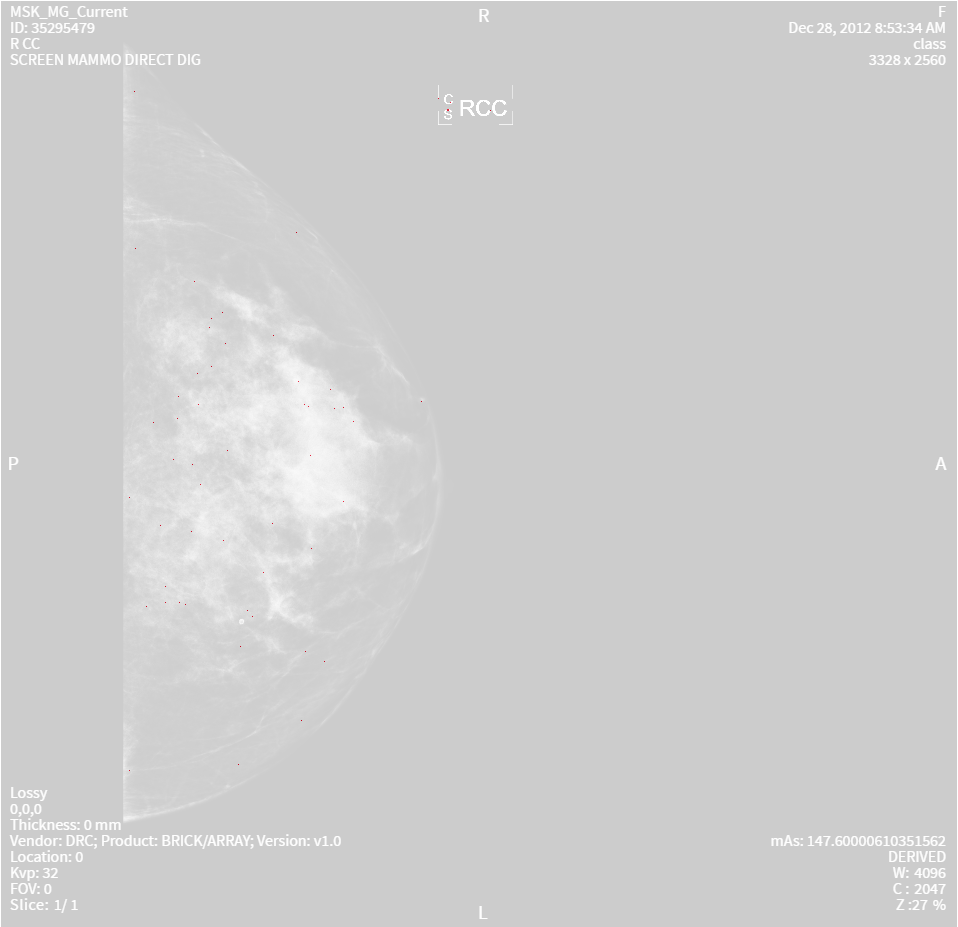 MSK_MG_Current
ID: 35295479
R CC
SCREEN MAMMO DIRECT DIG
R
F
Dec 28, 2012 8:53:34 AM
class
3328 x 2560
C
S
RCC
P
A
Lossy
0,0,0
Thickness: 0 mm
Vendor: DRC; Product: BRICK/ARRAY; Version: v1.0
Location: 0
Kvp: 32
FOV: 0
Slice: 1/ 1
L
mAs: 147.60000610351562
DERIVED
W: 4096
C : 2047
Z :27 %